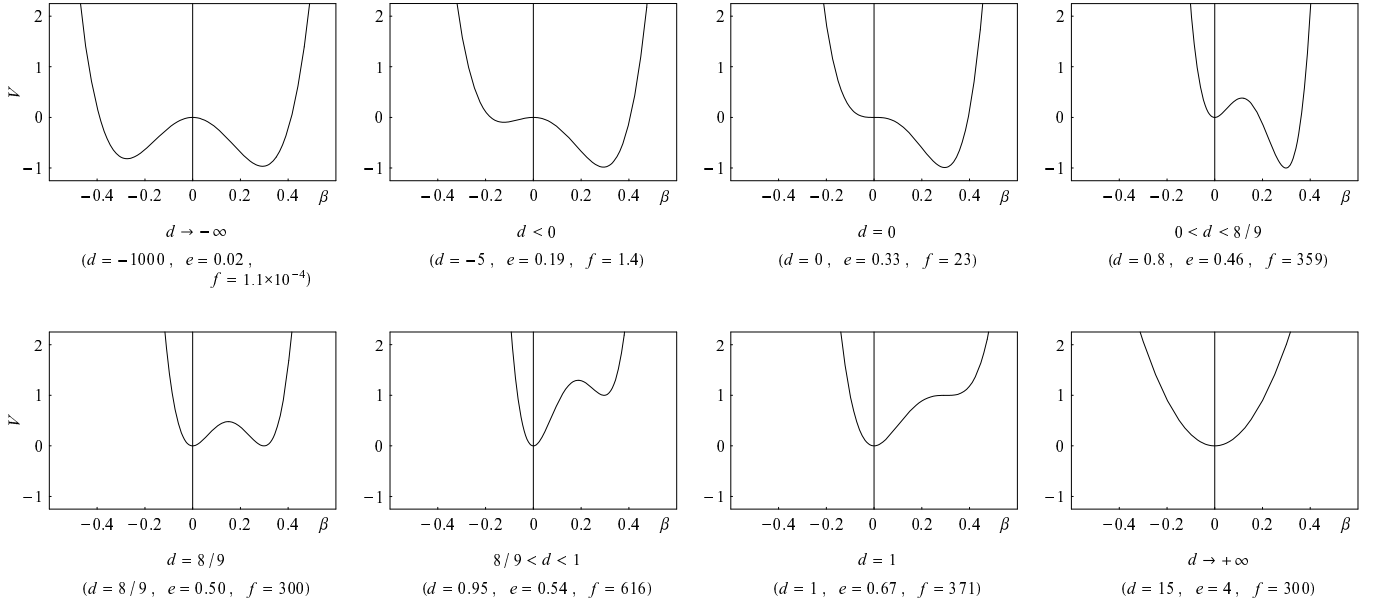 2
1
0
−1
V
−0.4 −0.2 0 0.2 0.4 β
d → −∞
(d = −1000 , e = 0.02 ,
f = 1.1×10⁻⁴)
2
1
0
−1
−0.4 −0.2 0 0.2 0.4 β
d < 0
(d = −5 , e = 0.19 , f = 1.4)
2
1
0
−1
−0.4 −0.2 0 0.2 0.4 β
d = 0
(d = 0 , e = 0.33 , f = 23)
2
1
0
−1
−0.4 −0.2 0 0.2 0.4 β
0 < d < 8 / 9
(d = 0.8 , e = 0.46 , f = 359)
2
1
0
−1
V
−0.4 −0.2 0 0.2 0.4 β
d = 8 / 9
(d = 8 / 9 , e = 0.50 , f = 300)
2
1
0
−1
−0.4 −0.2 0 0.2 0.4 β
8 / 9 < d < 1
(d = 0.95 , e = 0.54 , f = 616)
2
1
0
−1
−0.4 −0.2 0 0.2 0.4 β
d = 1
(d = 1 , e = 0.67 , f = 371)
2
1
0
−1
−0.4 −0.2 0 0.2 0.4 β
d → +∞
(d = 15 , e = 4 , f = 300)